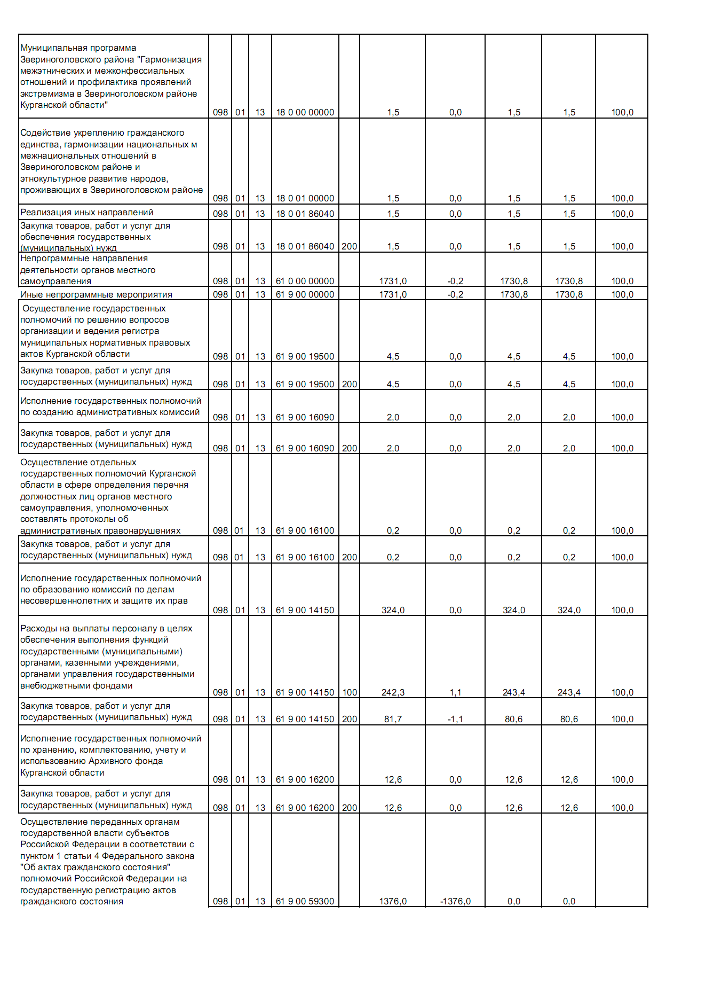 Муниципальная программа
Звериноголовского района "Гармонизация
межэтнических и межконфессиальных
отношений и профилактика проявлений
экстремизма в Звериноголовском районе
Курганской области"
098 01 13 18 0 00 00000 1,5 0,0 1,5 1,5 100,0
Содействие укреплению гражданского
единства, гармонизации национальных м
межнациональных отношений в
Звериноголовском районе и
этнокультурное развитие народов,
проживающих в Звериноголовском районе
098 01 13 18 0 01 00000 1,5 0,0 1,5 1,5 100,0
Реализация иных направлений 098 01 13 18 0 01 86040 1,5 0,0 1,5 1,5 100,0
Закупка товаров, работ и услуг для
обеспечения государственных
(муниципальных) нужд 098 01 13 18 0 01 86040 200 1,5 0,0 1,5 1,5 100,0
Непрограммные направления
деятельности органов местного
самоуправления 098 01 13 61 0 00 00000 1731,0 -0,2 1730,8 1730,8 100,0
Иные непрограммные мероприятия 098 01 13 61 9 00 00000 1731,0 -0,2 1730,8 1730,8 100,0
Осуществление государственных
полномочий по решению вопросов
организации и ведения регистра
муниципальных нормативных правовых
актов Курганской области 098 01 13 61 9 00 19500 4,5 0,0 4,5 4,5 100,0
Закупка товаров, работ и услуг для
государственных (муниципальных) нужд 098 01 13 61 9 00 19500 200 4,5 0,0 4,5 4,5 100,0
Исполнение государственных полномочий
по созданию административных комиссий 098 01 13 61 9 00 16090 2,0 0,0 2,0 2,0 100,0
Закупка товаров, работ и услуг для
государственных (муниципальных) нужд 098 01 13 61 9 00 16090 200 2,0 0,0 2,0 2,0 100,0
Осуществление отдельных
государственных полномочий Курганской
области в сфере определения перечня
должностных лиц органов местного
самоуправления, уполномоченных
составлять протоколы об
административных правонарушениях 098 01 13 61 9 00 16100 0,2 0,0 0,2 0,2 100,0
Закупка товаров, работ и услуг для
государственных (муниципальных) нужд 098 01 13 61 9 00 16100 200 0,2 0,0 0,2 0,2 100,0
Исполнение государственных полномочий
по образованию комиссий по делам
несовершеннолетних и защите их прав
098 01 13 61 9 00 14150 324,0 0,0 324,0 324,0 100,0
Расходы на выплаты персоналу в целях
обеспечения выполнения функций
государственными (муниципальными)
органами, казенными учреждениями,
органами управления государственными
внебюджетными фондами
098 01 13 61 9 00 14150 100 242,3 1,1 243,4 243,4 100,0
Закупка товаров, работ и услуг для
государственных (муниципальных) нужд 098 01 13 61 9 00 14150 200 81,7 -1,1 80,6 80,6 100,0
Исполнение государственных полномочий
по хранению, комплектованию, учету и
использованию Архивного фонда
Курганской области
098 01 13 61 9 00 16200 12,6 0,0 12,6 12,6 100,0
Закупка товаров, работ и услуг для
государственных (муниципальных) нужд 098 01 13 61 9 00 16200 200 12,6 0,0 12,6 12,6 100,0
Осуществление переданных органам
государственной власти субъектов
Российской Федерации в соответствии с
пунктом 1 статьи 4 Федерального закона
"Об актах гражданского состояния"
полномочий Российской Федерации на
государственную регистрацию актов
гражданского состояния 098 01 13 61 9 00 59300 1376,0 -1376,0 0,0 0,0